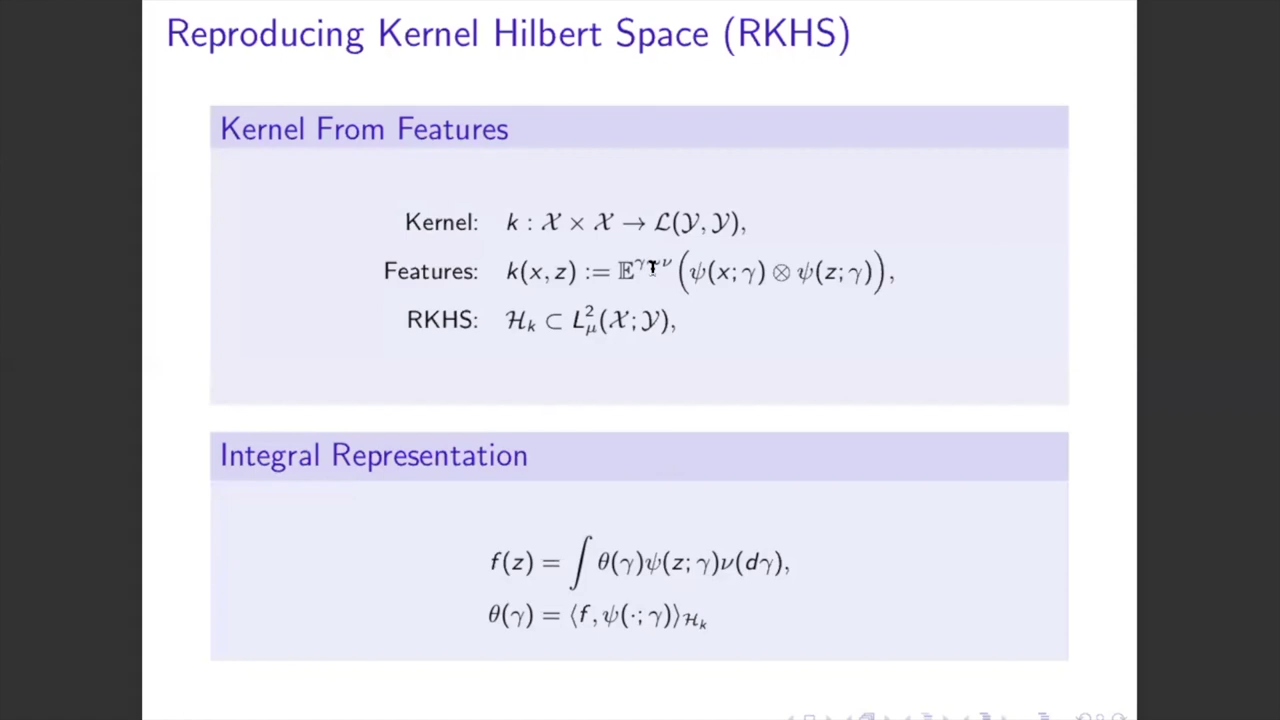 Reproducing Kernel Hilbert Space (RKHS)
Kernel From Features
Kernel: k : 𝒳 × 𝒳 → ℒ(𝒴, 𝒴),
Features: k(x, z) := 𝔼^{γ∼ν} (ψ(x; γ) ⊗ ψ(z; γ)),
RKHS: ℋ_k ⊂ L²_μ(𝒳; 𝒴),
Integral Representation
f(z) = ∫ θ(γ)ψ(z; γ)ν(dγ),
θ(γ) = ⟨f, ψ(·; γ)⟩_{ℋ_k}